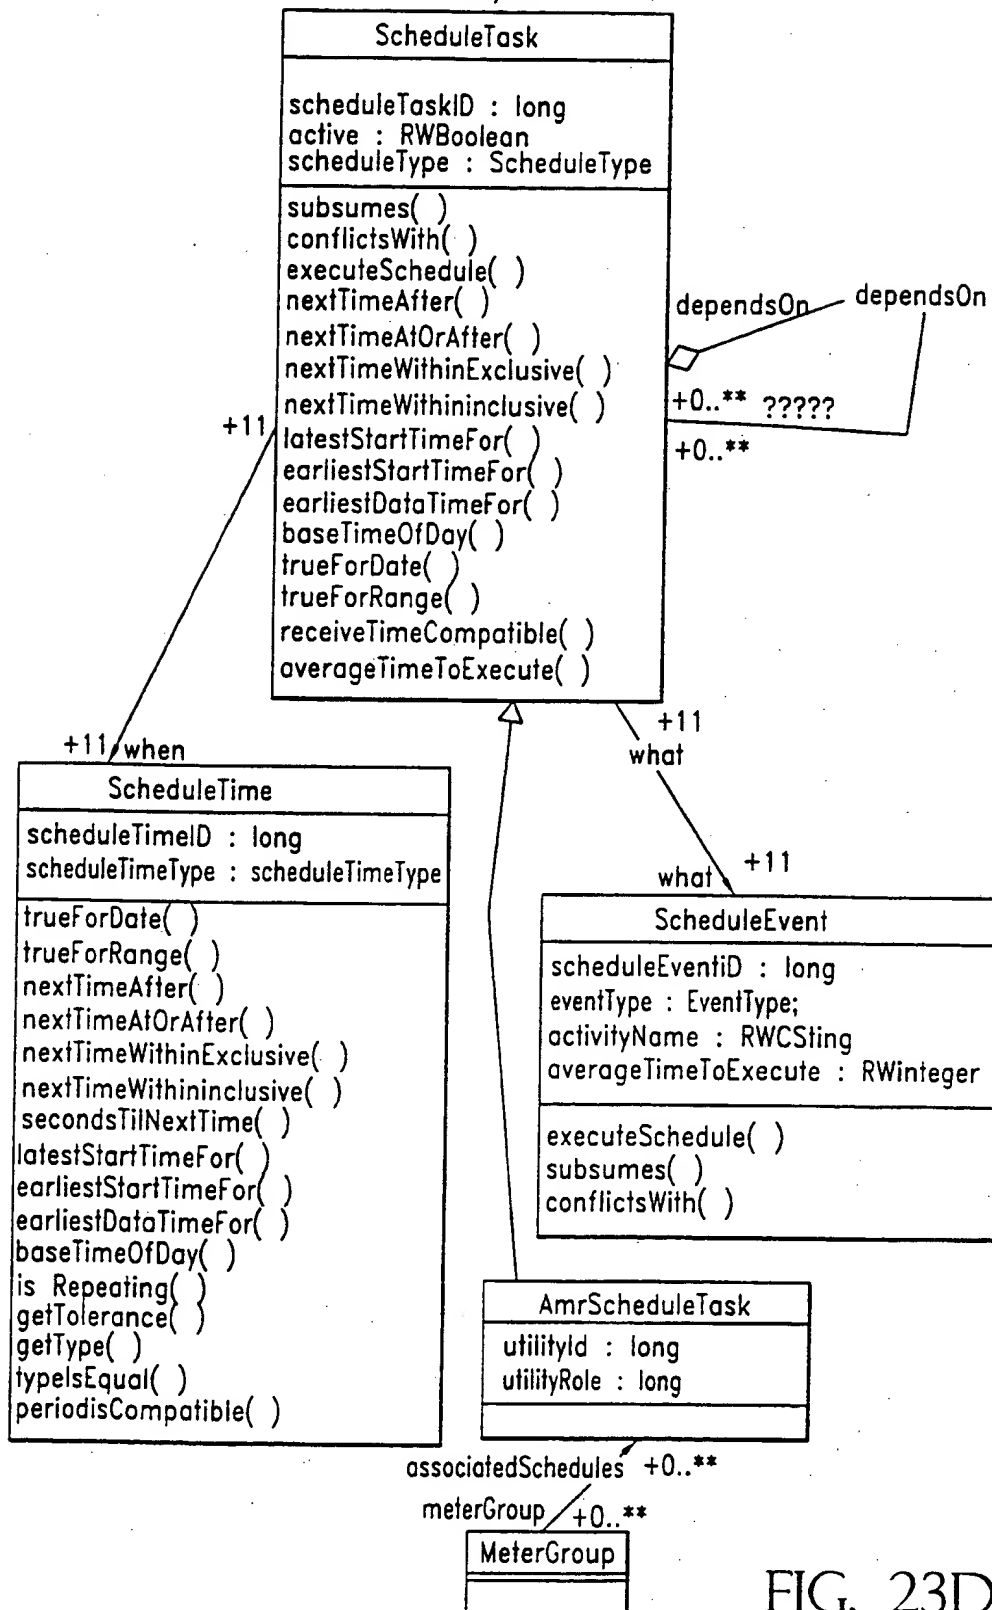 ScheduleTask
scheduleTaskID : long
active : RWBoolean
scheduleType : ScheduleType
subsumes( )
conflictsWith( )
executeSchedule( )
nextTimeAfter( )
nextTimeAtOrAfter( )
nextTimeWithinExclusive( )
nextTimeWithininclusive( )
latestStartTimeFor( )
earliestStartTimeFor( )
earliestDataTimeFor( )
baseTimeOfDay( )
trueForDate( )
trueForRange( )
receiveTimeCompatible( )
averageTimeToExecute( )
dependsOn
dependsOn
+0..** ?????
+0..**
+11
+11 when
+11
what
+11
what
ScheduleTime
scheduleTimeID : long
scheduleTimeType : scheduleTimeType
trueForDate( )
trueForRange( )
nextTimeAfter( )
nextTimeAtOrAfter( )
nextTimeWithinExclusive( )
nextTimeWithininclusive( )
secondsTilNextTime( )
latestStartTimeFor( )
earliestStartTimeFor( )
earliestDataTimeFor( )
baseTimeOfDay( )
is Repeating( )
getTolerance( )
getType( )
typeIsEqual( )
periodisCompatible( )
ScheduleEvent
scheduleEventiD : long
eventType : EventType;
activityName : RWCSting
averageTimeToExecute : RWinteger
executeSchedule( )
subsumes( )
conflictsWith( )
AmrScheduleTask
utilityId : long
utilityRole : long
associatedSchedules +0..**
meterGroup +0..**
MeterGroup
FIG. 23D